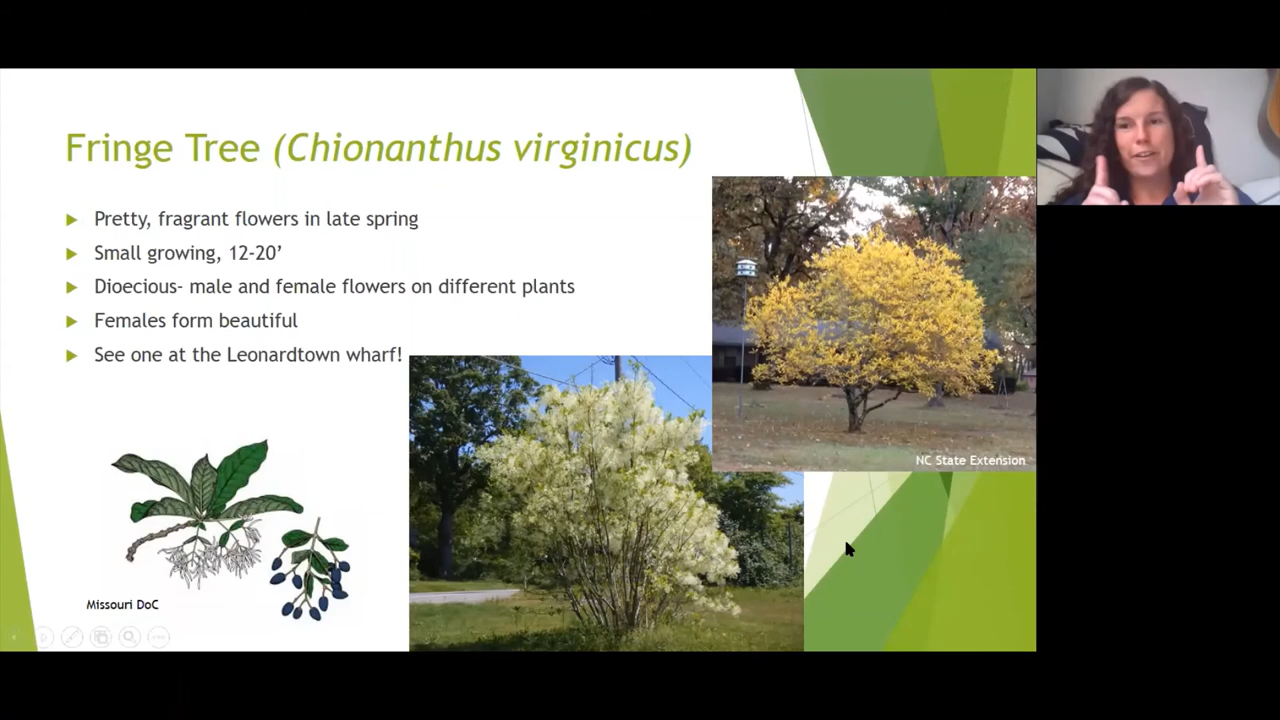 Fringe Tree (Chionanthus virginicus)
Pretty, fragrant flowers in late spring
Small growing, 12-20’
Dioecious- male and female flowers on different plants
Females form beautiful
See one at the Leonardtown wharf!
NC State Extension
Missouri DoC